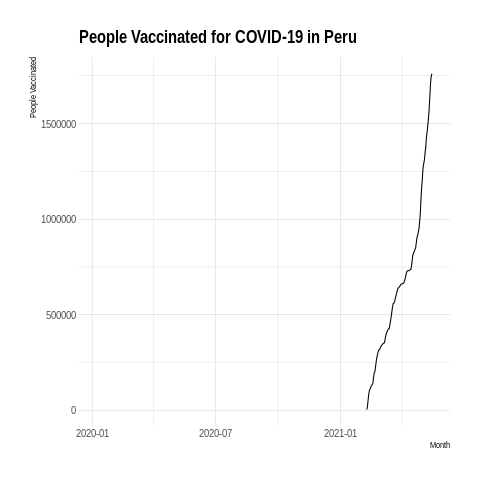 People Vaccinated for COVID-19 in Peru
People Vaccinated
1500000
1000000
500000
0
2020-01 2020-07 2021-01
Month